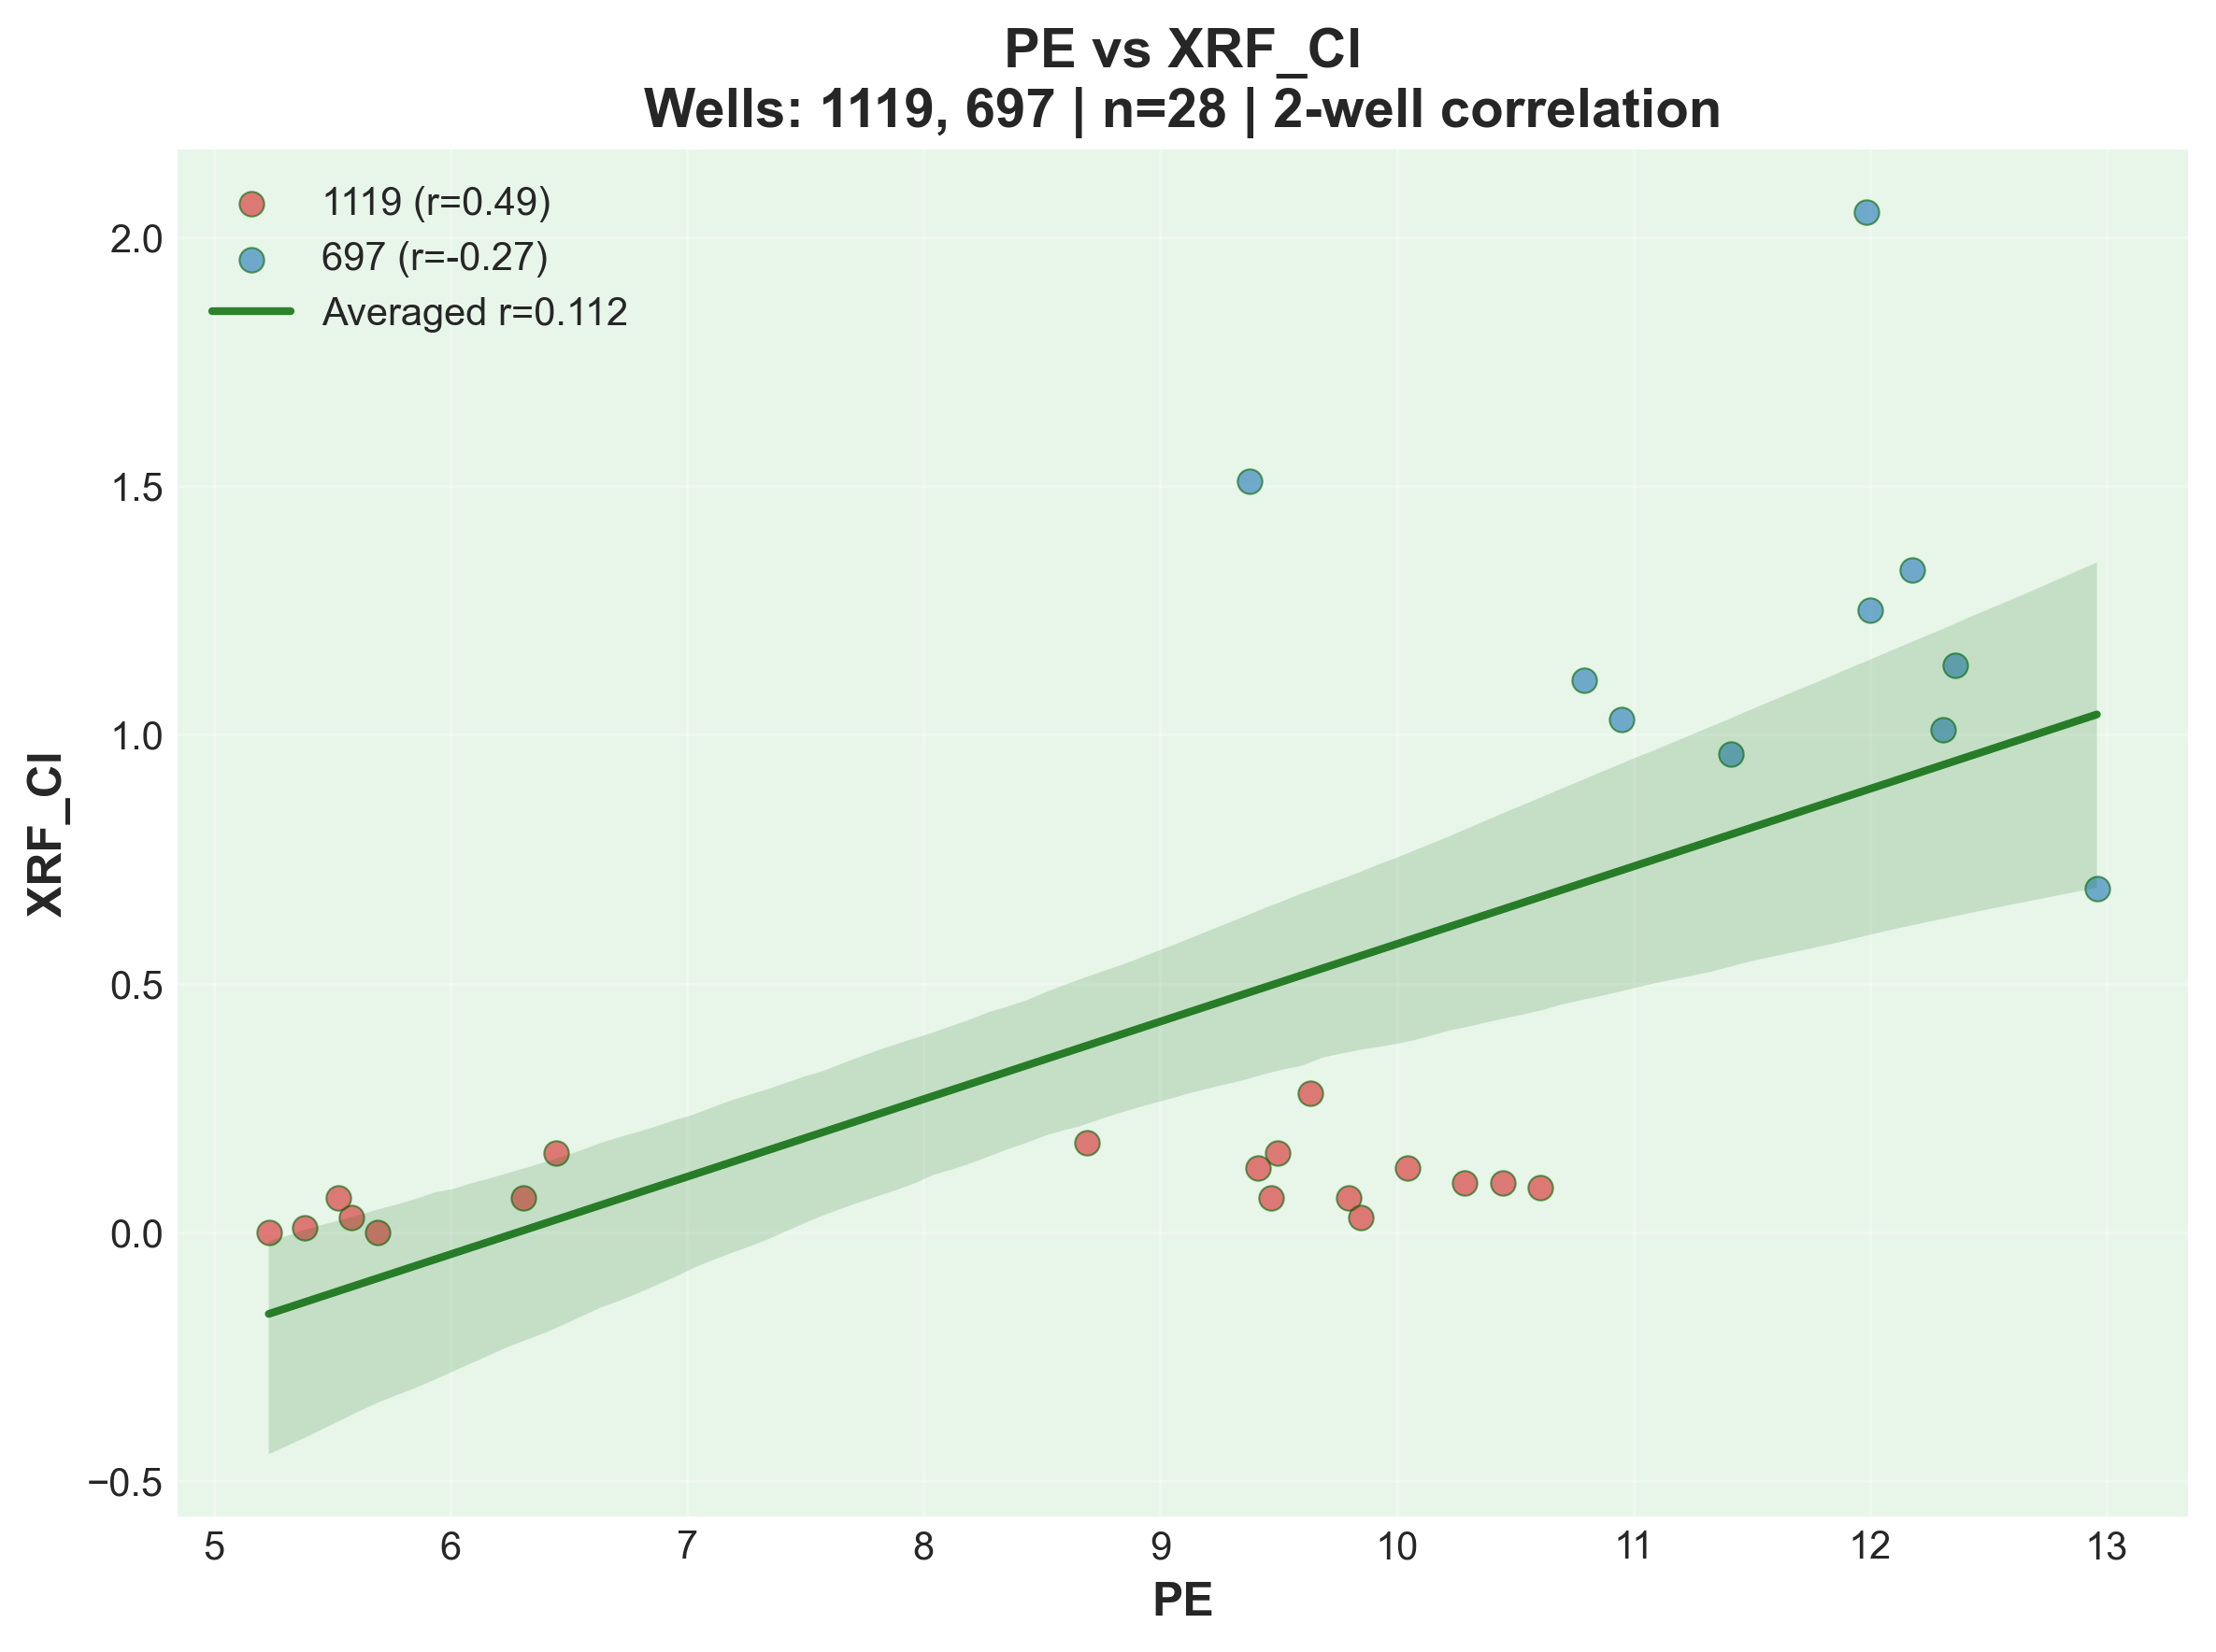 PE vs XRF_Cl
Wells: 1119, 697 | n=28 | 2-well correlation
1119 (r=0.49)
697 (r=-0.27)
Averaged r=0.112
2.0
1.5
1.0
0.5
0.0
−0.5
XRF_Cl
5 6 7 8 9 10 11 12 13
PE